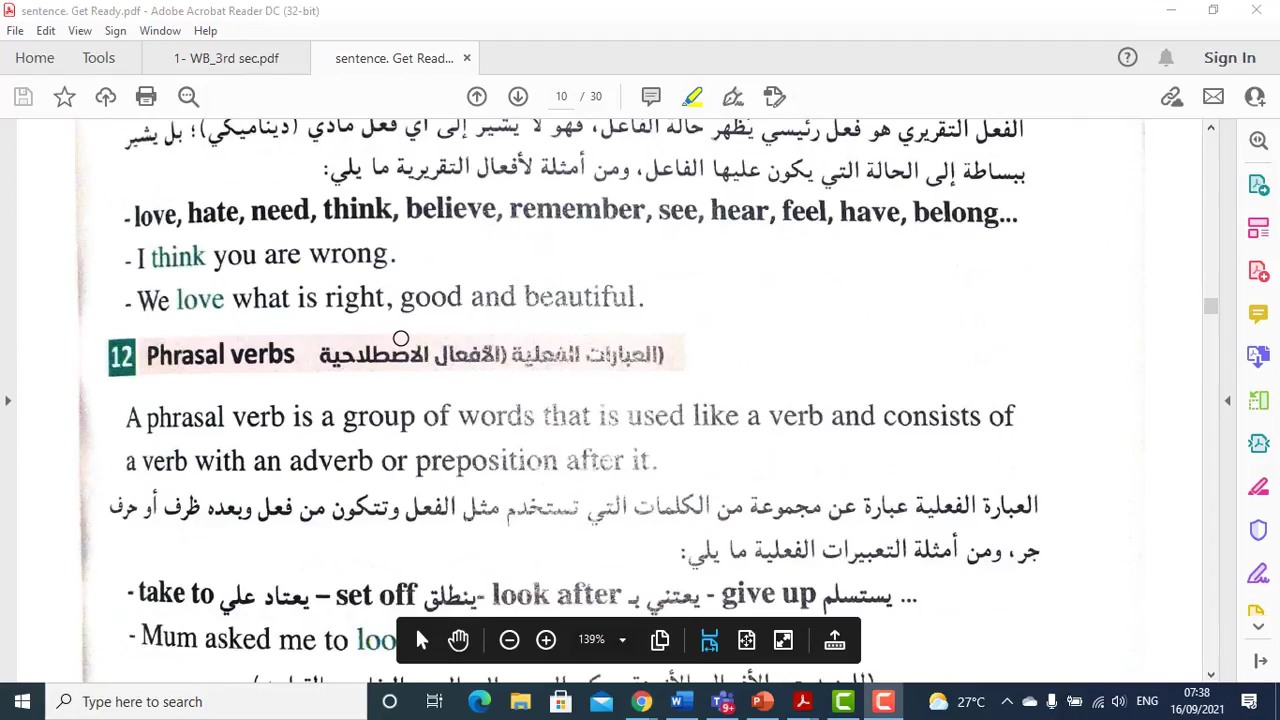 sentence. Get Ready.pdf - Adobe Acrobat Reader DC (32-bit)
File Edit View Sign Window Help
Home Tools 1- WB_3rd sec.pdf sentence. Get Read... × Sign In
10 / 30
الفعل التقريري هو فعل رئيسي يُظهر حالة الفاعل، فهو لا يشير إلى أي فعل مادي (ديناميكي)؛ بل يشير
ببساطة إلى الحالة التي يكون عليها الفاعل، ومن أمثلة لأفعال التقريرية ما يلي:
- love, hate, need, think, believe, remember, see, hear, feel, have, belong...
- I think you are wrong.
- We love what is right, good and beautiful.
12 Phrasal verbs العبارات الفعلية (الأفعال الاصطلاحية)
A phrasal verb is a group of words that is used like a verb and consists of
a verb with an adverb or preposition after it.
العبارة الفعلية عبارة عن مجموعة من الكلمات التي تستخدم مثل الفعل وتتكون من فعل وبعده ظرف أو حرف
جر، ومن أمثلة التعبيرات الفعلية ما يلي:
- take to يعتاد علي – set off ينطلق - look after يعتني بـ - give up يستسلم ...
- Mum asked me to loo
139%
Type here to search
9+
27°C ENG 07:38
16/09/2021